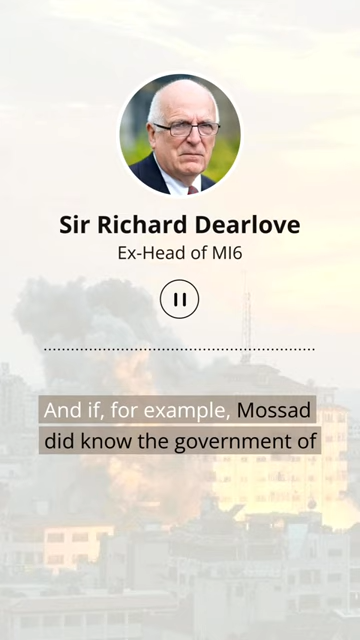 Sir Richard Dearlove
Ex-Head of MI6
And if, for example, Mossad
did know the government of